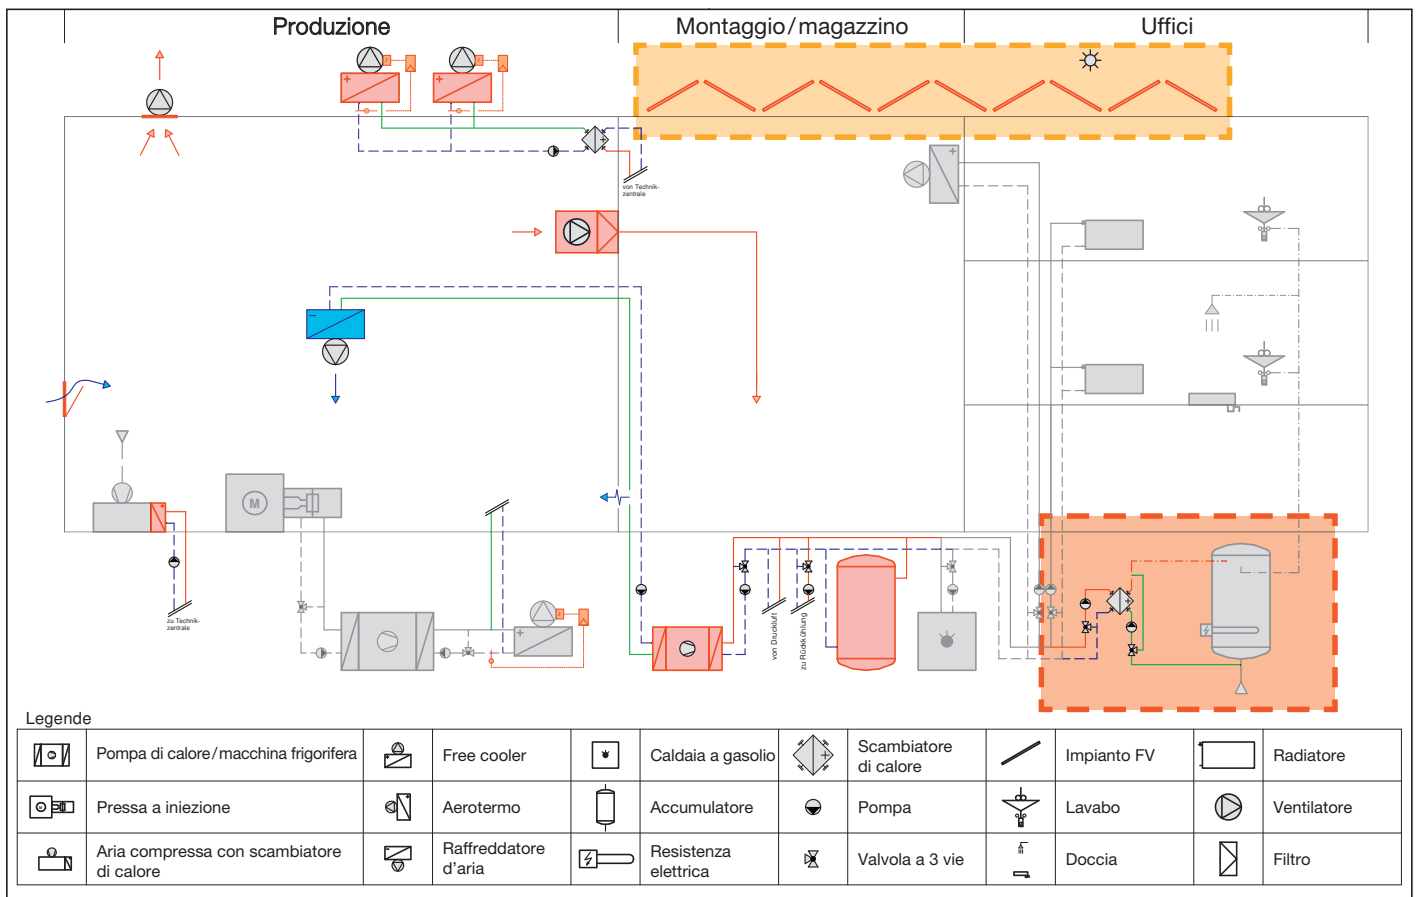 Produzione
Montaggio/magazzino
Uffici
von Technik-
zentrale
M
zu Technik-
zentrale
von Druckluft
zu Rückkühlung
Legende
Pompa di calore/macchina frigorifera
Free cooler
Caldaia a gasolio
Scambiatore
di calore
Impianto FV
Radiatore
Pressa a iniezione
Aerotermo
Accumulatore
Pompa
Lavabo
Ventilatore
Aria compressa con scambiatore
di calore
Raffreddatore
d'aria
Resistenza
elettrica
Valvola a 3 vie
Doccia
Filtro